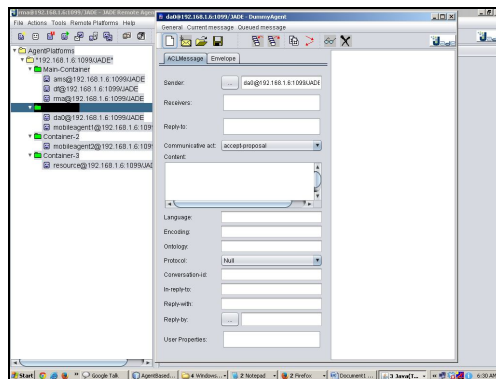 rma@192.168.1.6:1099/JADE - JADE Remote Agen
File Actions Tools Remote Platforms Help
AgentPlatforms
"192.168.1.6:1099/JADE"
Main-Container
ams@192.168.1.6:1099/JADE
df@192.168.1.6:1099/JADE
rma@192.168.1.6:1099/JADE
da0@192.168.1.6:1099/JADE
mobileagent1@192.168.1.6:109
Container-2
mobileagent2@192.168.1.6:109
Container-3
resource@192.168.1.6:1099/JAD
da0@192.168.1.6:1099/JADE - DummyAgent
General Current message Queued message
ACLMessage Envelope
Sender: ... da0@192.168.1.6:1099/JADE
Receivers:
Reply-to:
Communicative act: accept-proposal
Content:
Language:
Encoding:
Ontology:
Protocol: Null
Conversation-id:
In-reply-to:
Reply-with:
Reply-by: ...
User Properties:
Start Google Talk AgentBased... 4 Windows... 2 Notepad 2 Firefox Document1 ... 3 Java(T... 6:30 AM